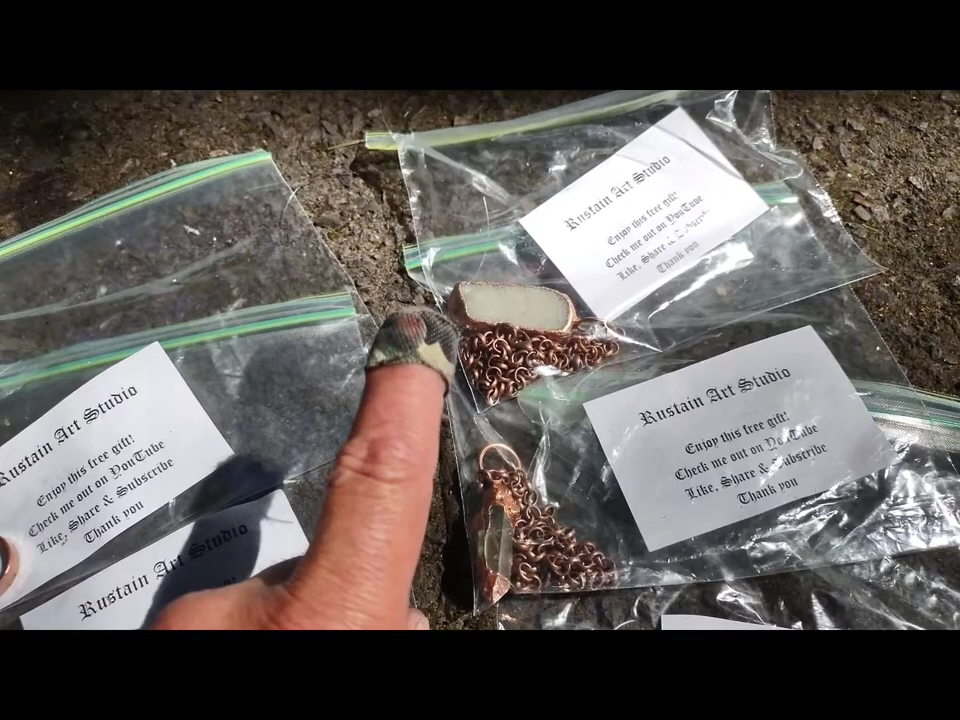 Rustain Art Studio
Enjoy this free gift!
Check me out on YouTube
Like, Share & Subscribe
Thank you
Rustain Art Studio
Enjoy this free gift!
Check me out on YouTube
Like, Share & Subscribe
Thank you
Rustain Art Studio
Enjoy this free gift!
Check me out on YouTube
Like, Share & Subscribe
Thank you
Rustain Art Studio